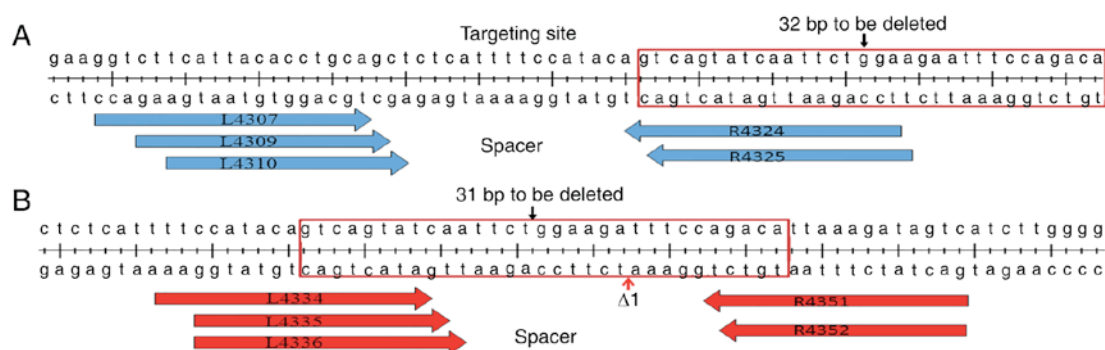 A
Targeting site
32 bp to be deleted
gaaggtcttcattacacctgcagctctcattttccatacagtcagtatcaattctggaagaatttccagaca
cttccagaagtaatgtggacgtcgagagtaaaaggtatgtcagtcatagttaagaccttcttaaaggtctgt
L4307
L4309
L4310
Spacer
R4324
R4325
B
31 bp to be deleted
ctctcattttccatacagtcagtatcaattctggaagatttccagacattaaagatagtcatcttgggg
gagagtaaaaggtatgtcagtcatagttaagaccttctaaaggtctgtaatttctatcagtagaacccc
Δ1
L4334
L4335
L4336
Spacer
R4351
R4352